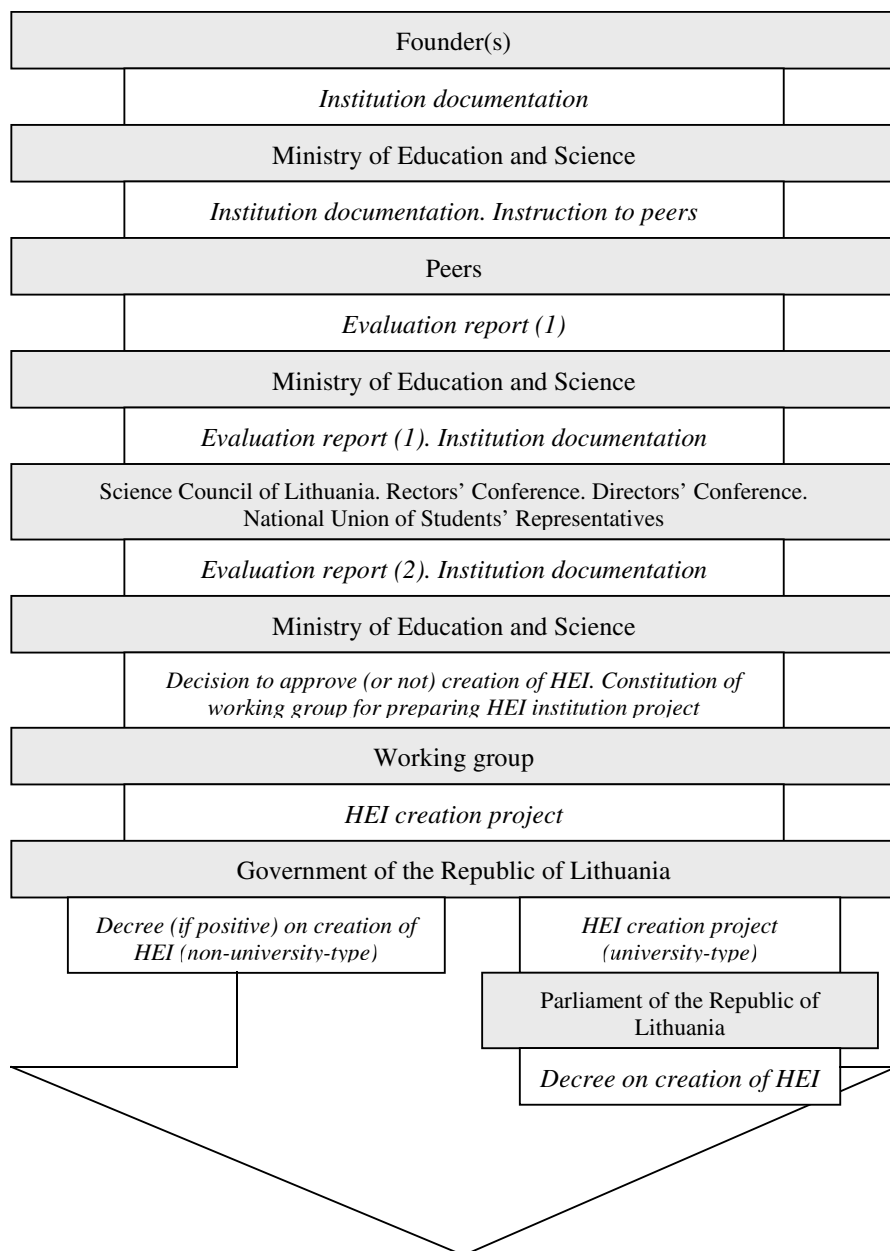 Founder(s)
Institution documentation
Ministry of Education and Science
Institution documentation. Instruction to peers
Peers
Evaluation report (1)
Ministry of Education and Science
Evaluation report (1). Institution documentation
Science Council of Lithuania. Rectors’ Conference. Directors’ Conference.
National Union of Students’ Representatives
Evaluation report (2). Institution documentation
Ministry of Education and Science
Decision to approve (or not) creation of HEI. Constitution of
working group for preparing HEI institution project
Working group
HEI creation project
Government of the Republic of Lithuania
Decree (if positive) on creation of
HEI (non-university-type)
HEI creation project
(university-type)
Parliament of the Republic of
Lithuania
Decree on creation of HEI